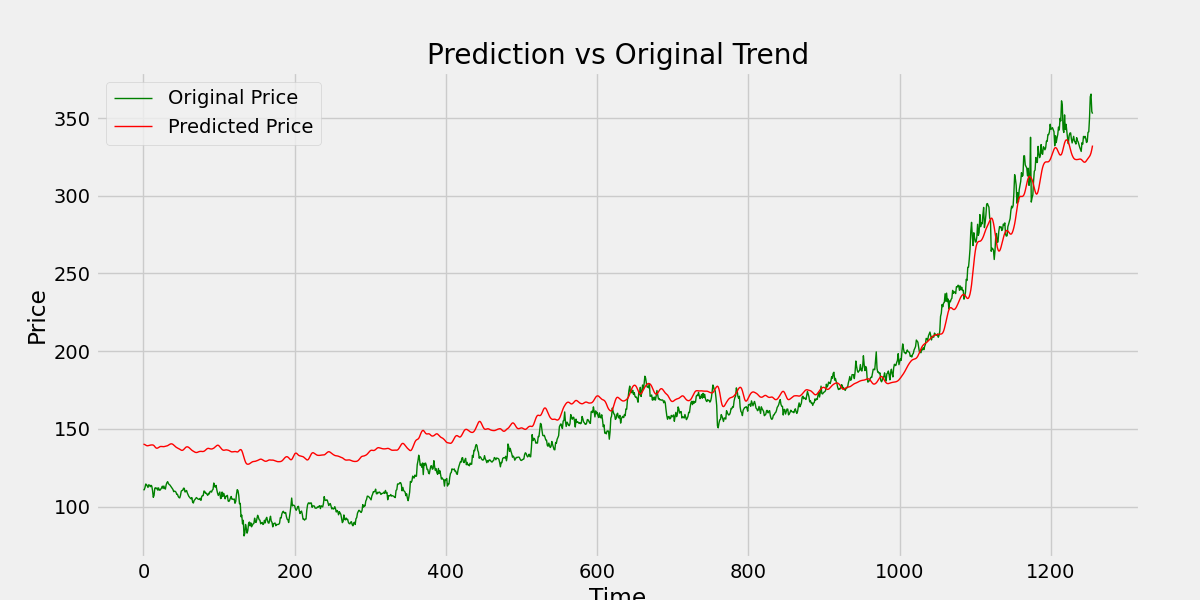 Prediction vs Original Trend
Original Price
Predicted Price
350
300
250
200
150
100
Price
0 200 400 600 800 1000 1200
Time